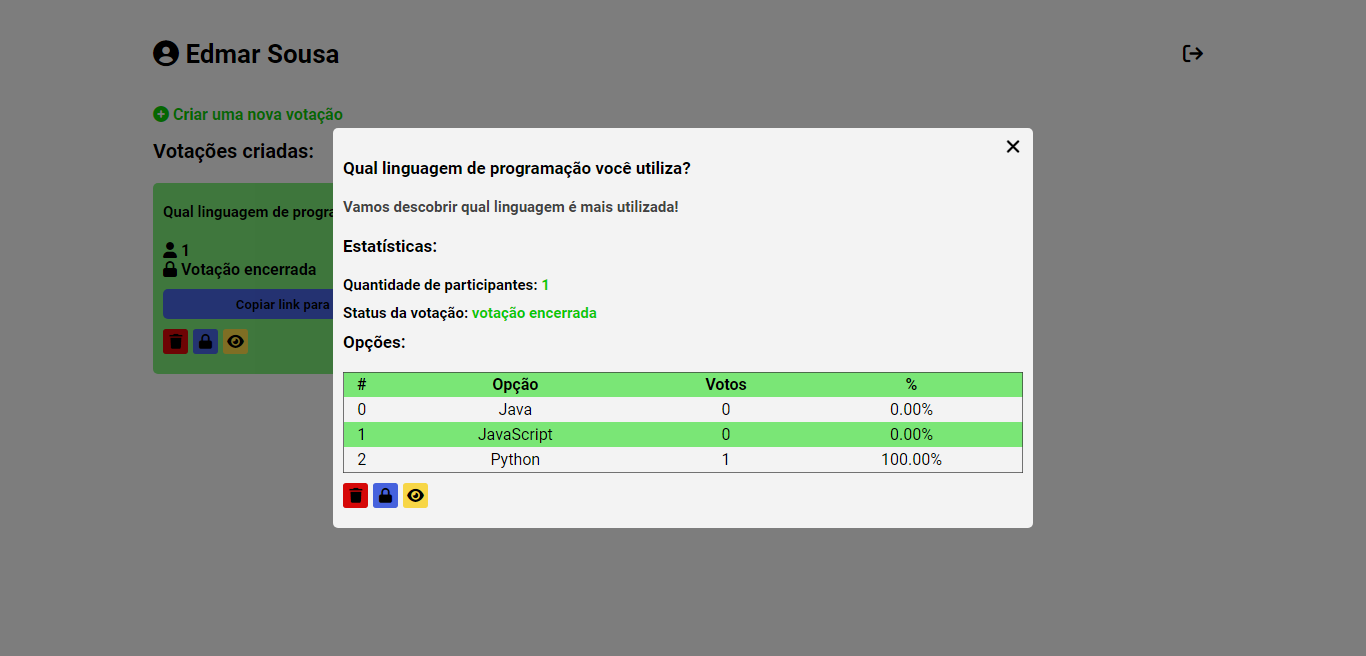 Edmar Sousa
Criar uma nova votação
Votações criadas:
Qual linguagem de progra
1
Votação encerrada
Copiar link para
Qual linguagem de programação você utiliza?
Vamos descobrir qual linguagem é mais utilizada!
Estatísticas:
Quantidade de participantes: 1
Status da votação: votação encerrada
Opções:
# Opção Votos %
0 Java 0 0.00%
1 JavaScript 0 0.00%
2 Python 1 100.00%